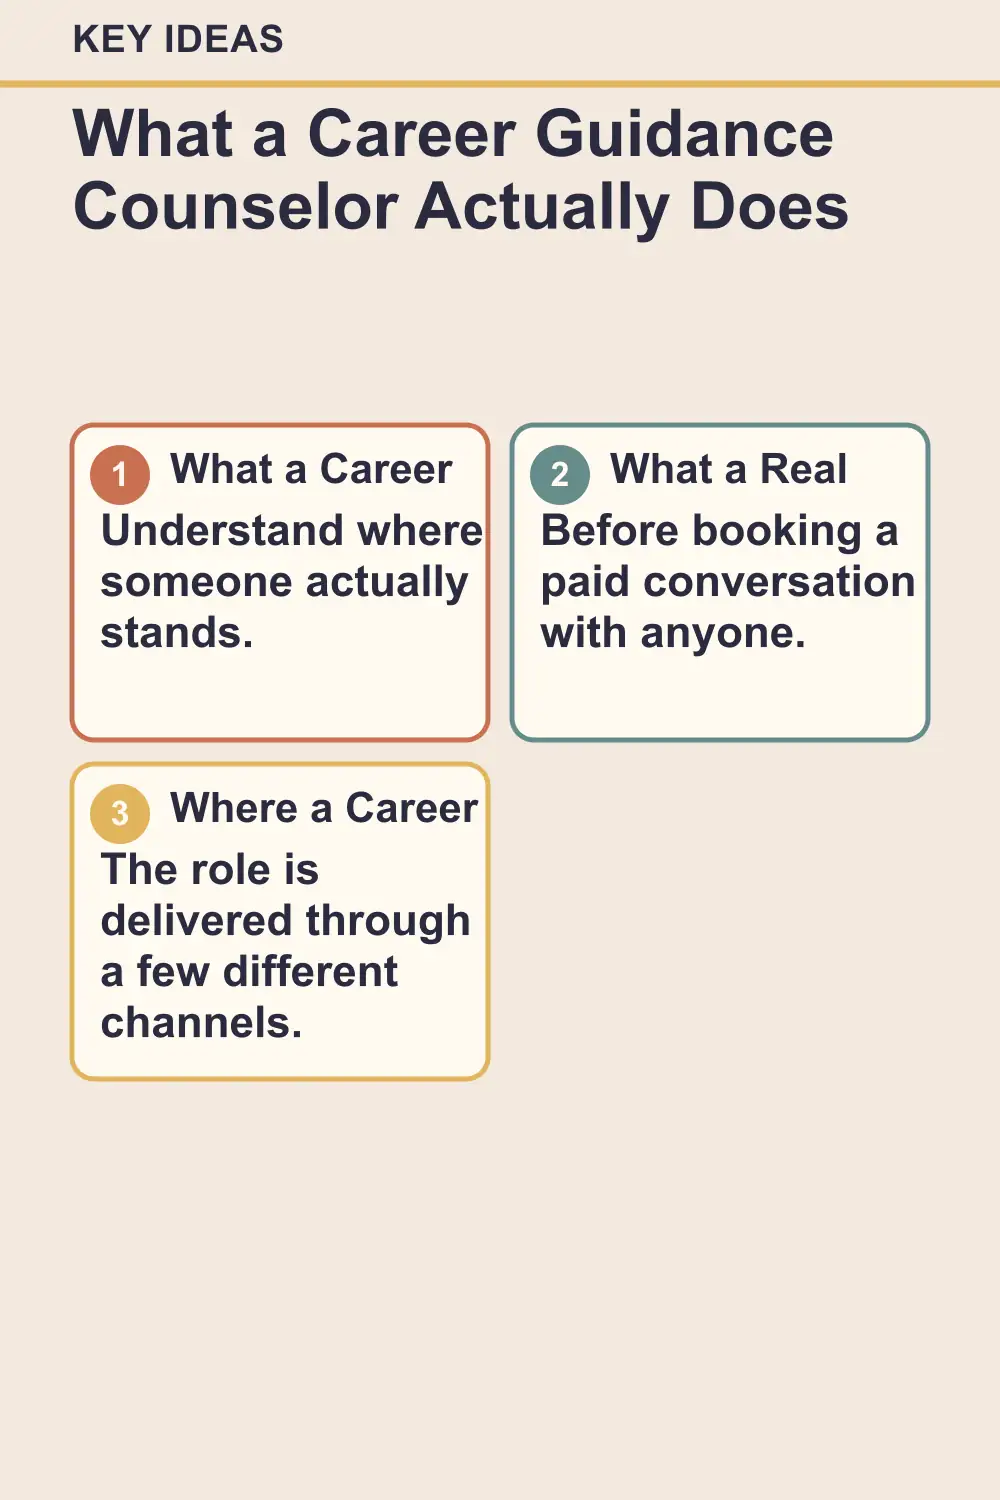 KEY IDEAS
What a Career Guidance
Counselor Actually Does
1 What a Career
Understand where
someone actually
stands.
2 What a Real
Before booking a
paid conversation
with anyone.
3 Where a Career
The role is
delivered through
a few different
channels.